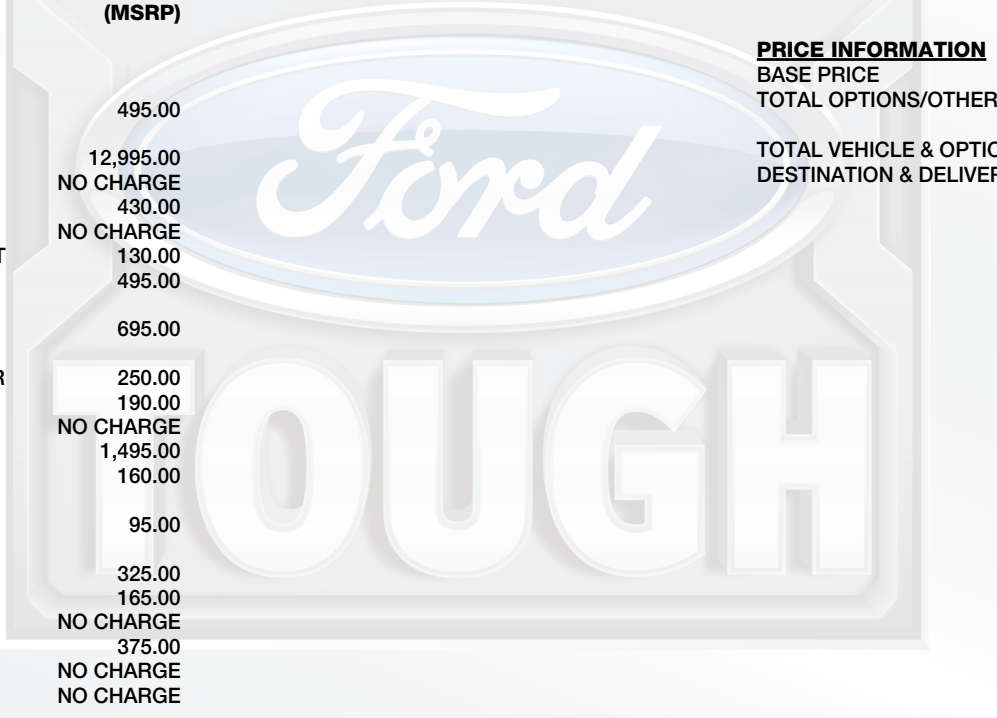 (MSRP)
495.00
12,995.00
NO CHARGE
430.00
NO CHARGE
T 130.00
495.00
695.00
R 250.00
190.00
NO CHARGE
1,495.00
160.00
95.00
325.00
165.00
NO CHARGE
375.00
NO CHARGE
NO CHARGE
PRICE INFORMATION
BASE PRICE
TOTAL OPTIONS/OTHER
TOTAL VEHICLE & OPTIO
DESTINATION & DELIVER
Ford
TOUGH